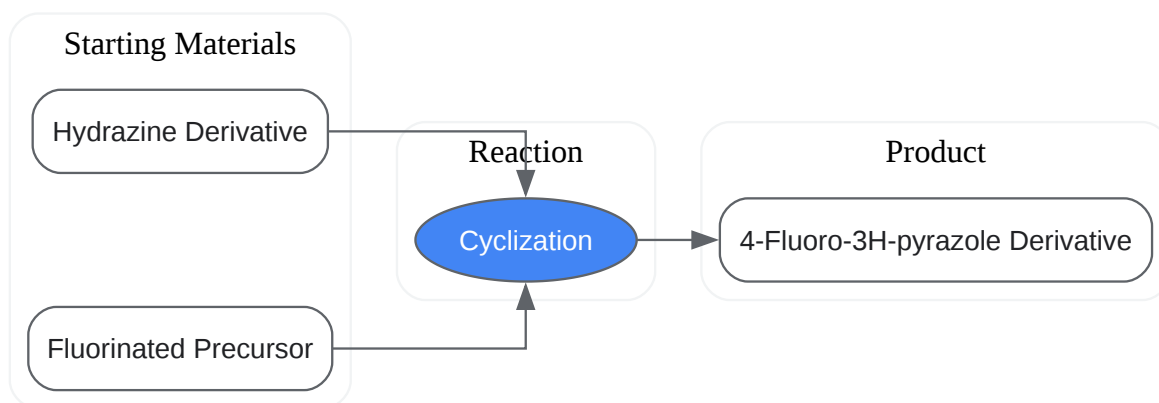 Starting Materials
Hydrazine Derivative
Fluorinated Precursor
Reaction
Cyclization
Product
4-Fluoro-3H-pyrazole Derivative